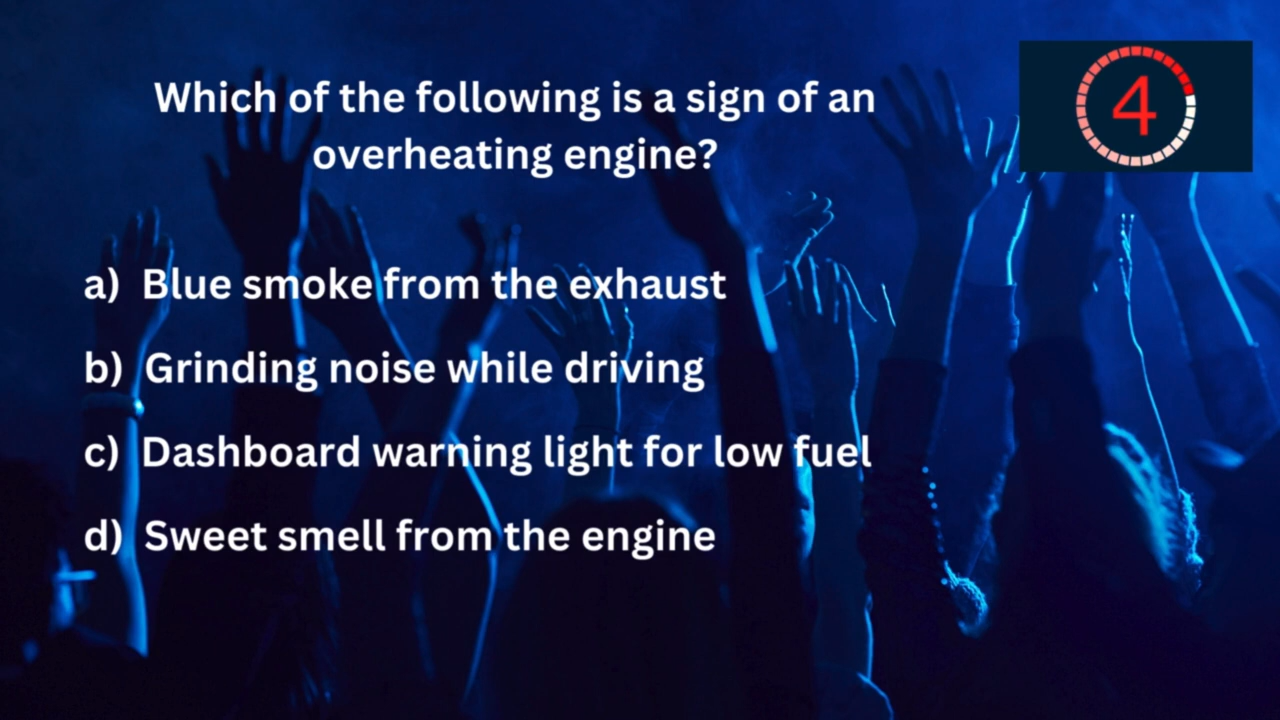 Which of the following is a sign of an
overheating engine?
4
a) Blue smoke from the exhaust
b) Grinding noise while driving
c) Dashboard warning light for low fuel
d) Sweet smell from the engine